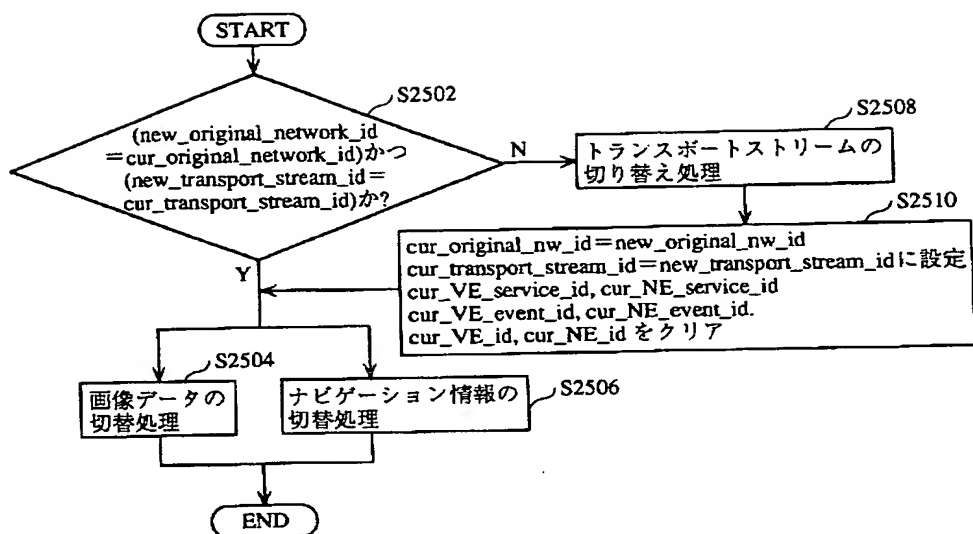 START
S2502
(new_original_network_id
=cur_original_network_id)かつ
(new_transport_stream_id=
cur_transport_stream_id)か?
N
Y
S2508
トランスポートストリームの
切り替え処理
S2510
cur_original_nw_id=new_original_nw_id
cur_transport_stream_id=new_transport_stream_idに設定
cur_VE_service_id, cur_NE_service_id
cur_VE_event_id, cur_NE_event_id.
cur_VE_id, cur_NE_id をクリア
S2504
画像データの
切替処理
ナビゲーション情報の
切替処理
S2506
END